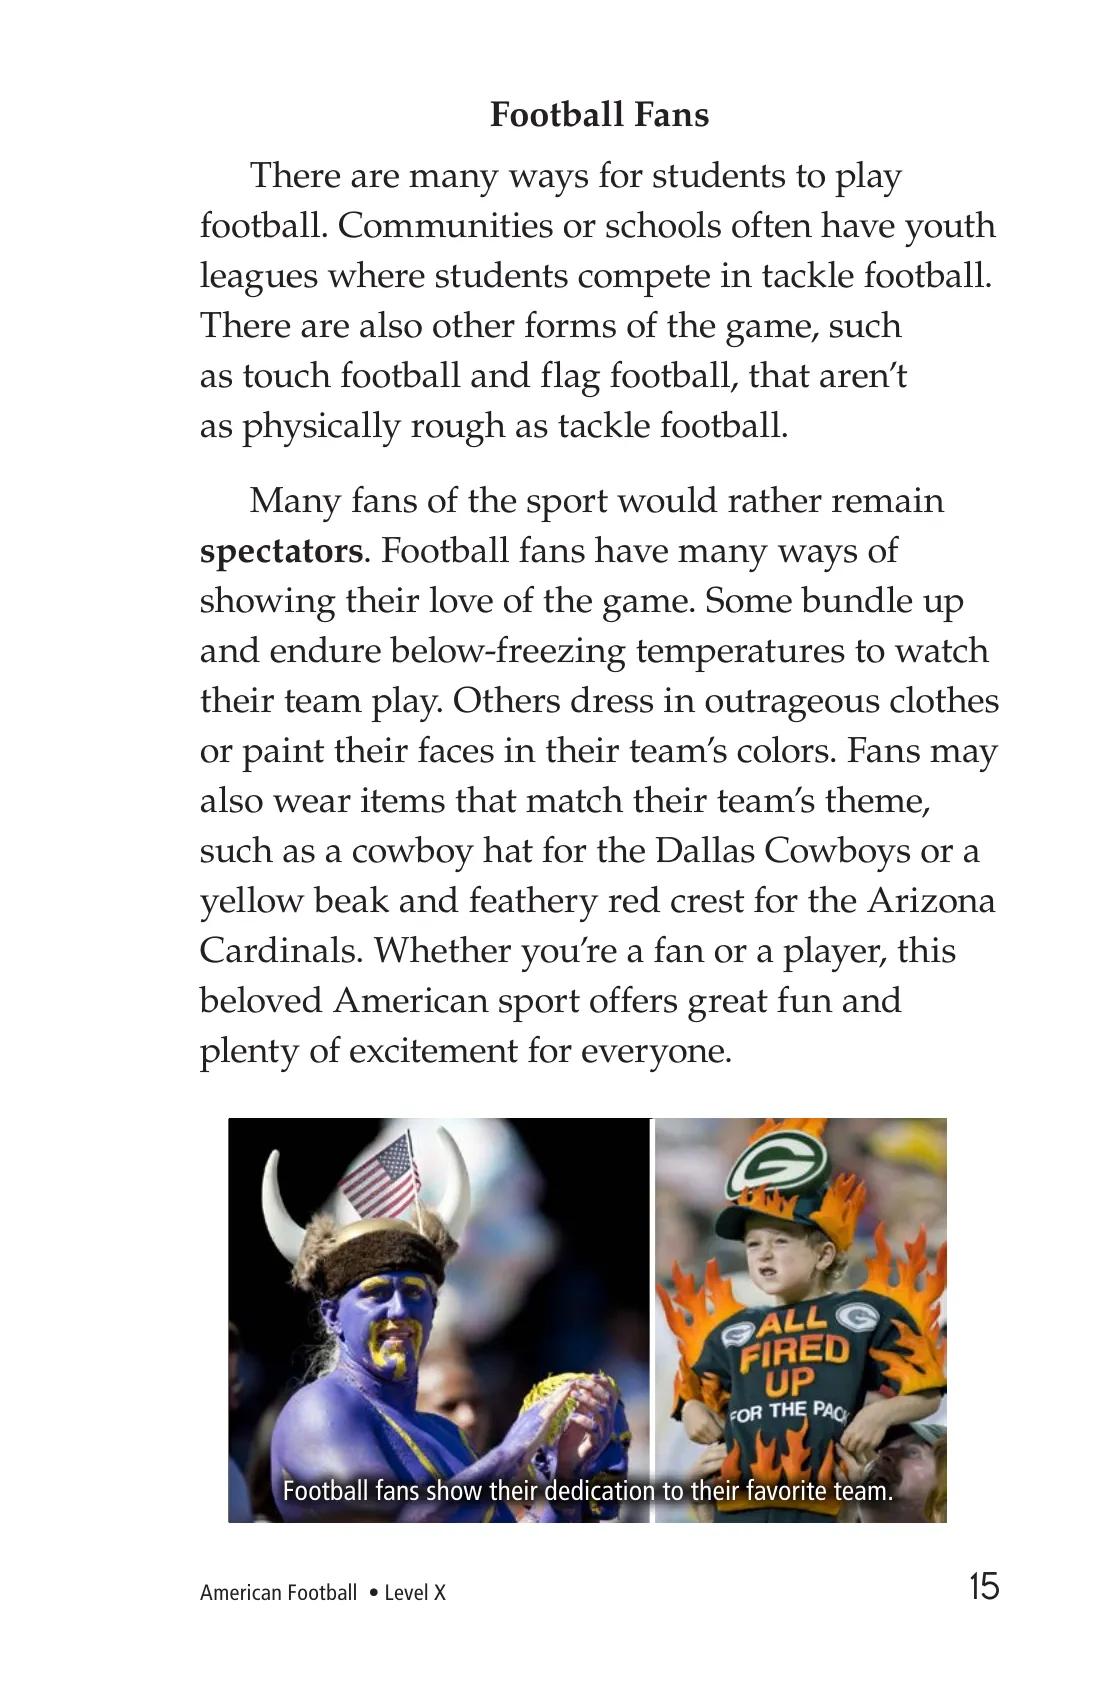 Football Fans
There are many ways for students to play
football. Communities or schools often have youth
leagues where students compete in tackle football.
There are also other forms of the game, such
as touch football and flag football, that aren’t
as physically rough as tackle football.
Many fans of the sport would rather remain
spectators. Football fans have many ways of
showing their love of the game. Some bundle up
and endure below-freezing temperatures to watch
their team play. Others dress in outrageous clothes
or paint their faces in their team’s colors. Fans may
also wear items that match their team’s theme,
such as a cowboy hat for the Dallas Cowboys or a
yellow beak and feathery red crest for the Arizona
Cardinals. Whether you’re a fan or a player, this
beloved American sport offers great fun and
plenty of excitement for everyone.
G
ALL
FIRED
UP
FOR THE PACK
Football fans show their dedication to their favorite team.
American Football • Level X
15